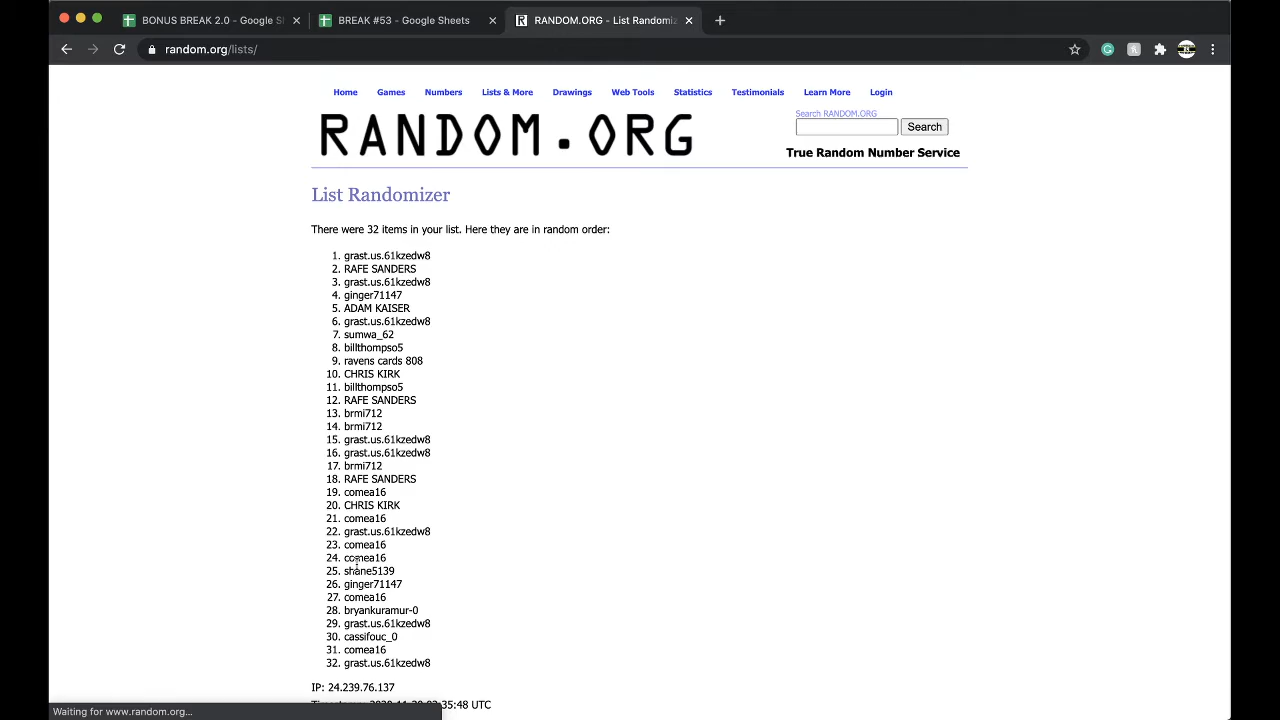 BONUS BREAK 2.0 - Google S
BREAK #53 - Google Sheets
RANDOM.ORG - List Randomiz
random.org/lists/
Home Games Numbers Lists & More Drawings Web Tools Statistics Testimonials Learn More Login
Search RANDOM.ORG
RANDOM.ORG
Search
True Random Number Service
List Randomizer
There were 32 items in your list. Here they are in random order:
1. grast.us.61kzedw8
2. RAFE SANDERS
3. grast.us.61kzedw8
4. ginger71147
5. ADAM KAISER
6. grast.us.61kzedw8
7. sumwa_62
8. billthompso5
9. ravens cards 808
10. CHRIS KIRK
11. billthompso5
12. RAFE SANDERS
13. brmi712
14. brmi712
15. grast.us.61kzedw8
16. grast.us.61kzedw8
17. brmi712
18. RAFE SANDERS
19. comea16
20. CHRIS KIRK
21. comea16
22. grast.us.61kzedw8
23. comea16
24. comea16
25. shane5139
26. ginger71147
27. comea16
28. bryankuramur-0
29. grast.us.61kzedw8
30. cassifouc_0
31. comea16
32. grast.us.61kzedw8
IP: 24.239.76.137
35:48 UTC
Waiting for www.random.org...